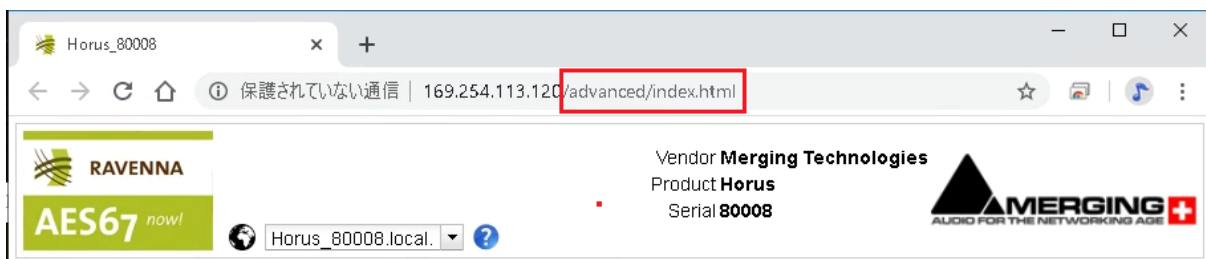 Horus_80008
保護されていない通信 | 169.254.113.120/advanced/index.html
RAVENNA
AES67 now!
Horus_80008.local.
Vendor Merging Technologies
Product Horus
Serial 80008
MERGING
AUDIO FOR THE NETWORKING AGE